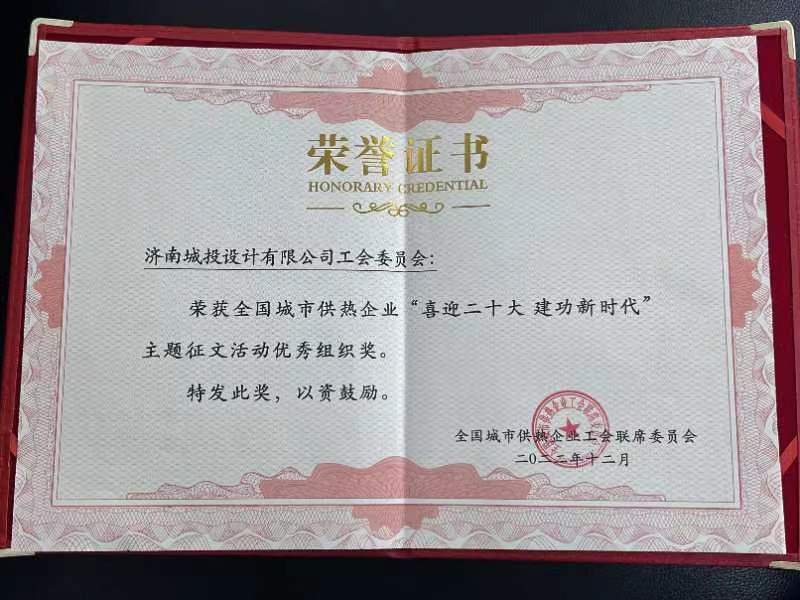 荣誉证书
HONORARY CREDENTIAL
济南城投设计有限公司工会委员会：
荣获全国城市供热企业“喜迎二十大 建功新时代”
主题征文活动优秀组织奖。
特发此奖，以资鼓励。
全国城市供热企业工会联席委员会
二〇二二年十二月